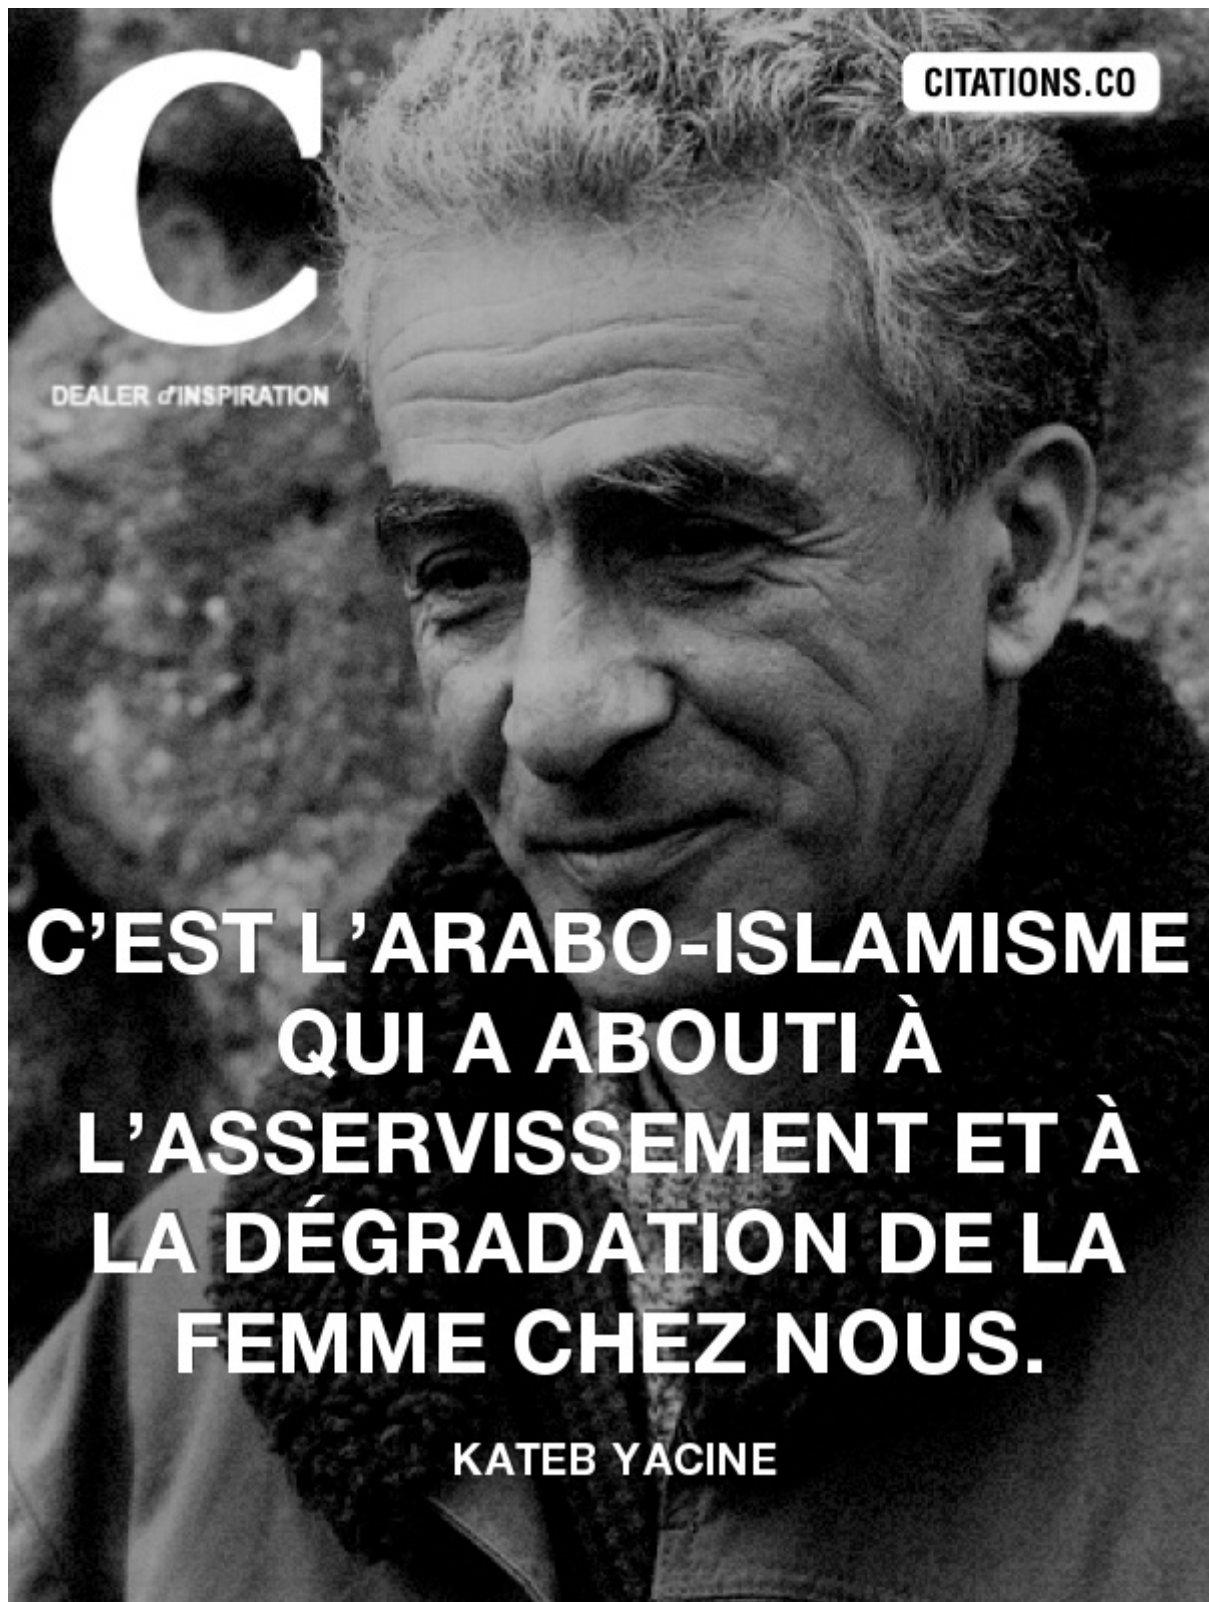 C
CITATIONS.CO
DEALER d'INSPIRATION
C’EST L’ARABO-ISLAMISME
QUI A ABOUTI À
L’ASSERVISSEMENT ET À
LA DÉGRADATION DE LA
FEMME CHEZ NOUS.
KATEB YACINE